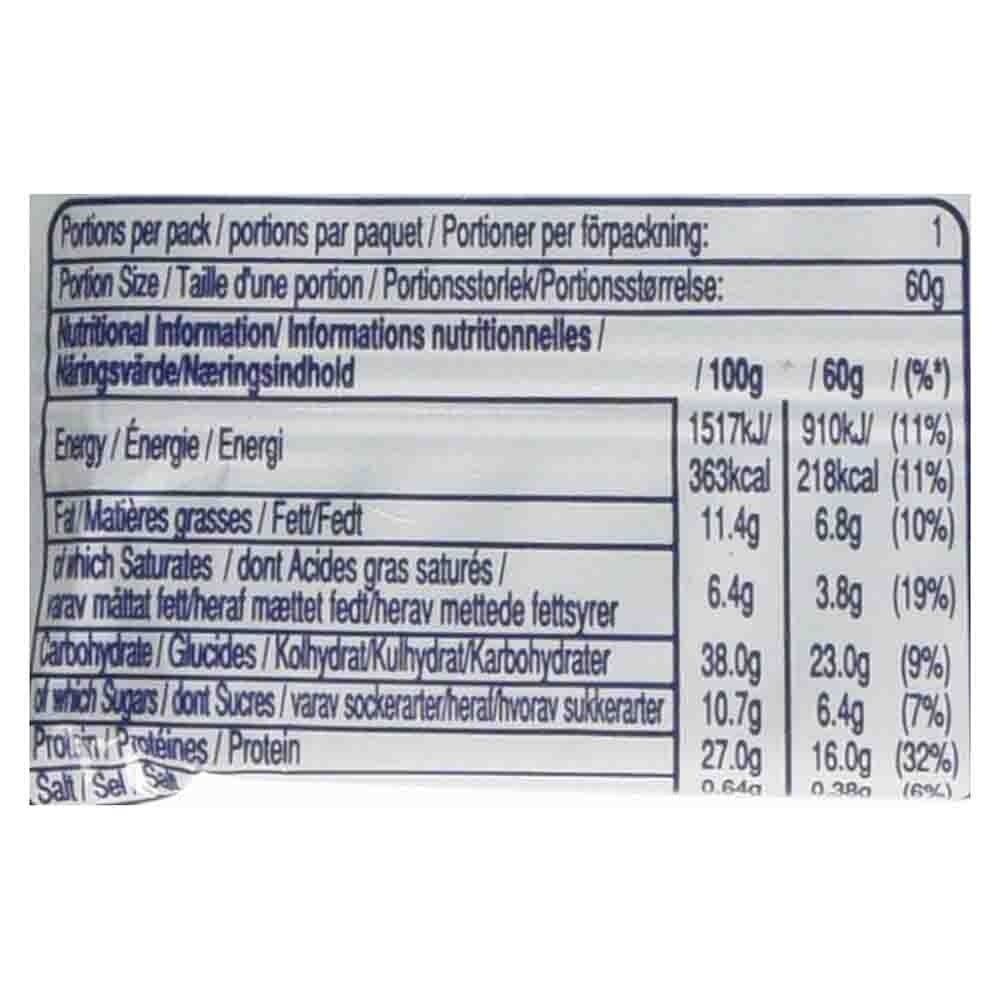 Portions per pack / portions par paquet / Portioner per förpackning: 1
Portion Size / Taille d'une portion / Portionsstorlek/Portionsstørrelse: 60g
Nutritional Information/ Informations nutritionnelles /
Näringsvärde/Næringsindhold / 100g / 60g / (%*)
Energy / Énergie / Energi 1517kJ/ 910kJ/ (11%)
363kcal 218kcal (11%)
Fat/ Matières grasses / Fett/Fedt 11.4g 6.8g (10%)
of which Saturates / dont Acides gras saturés /
varav mättat fett/heraf mættet fedt/herav mettede fettsyrer 6.4g 3.8g (19%)
Carbohydrate / Glucides / Kolhydrat/Kulhydrat/Karbohydrater 38.0g 23.0g (9%)
of which Sugars / dont Sucres / varav sockerarter/heraf/hvorav sukkerarter 10.7g 6.4g (7%)
Protein / Protéines / Protein 27.0g 16.0g (32%)
Salt / Sel / Salt 0.64g 0.38g (6%)